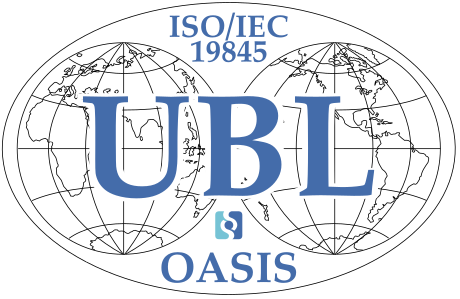 ISO/IEC
19845
UBL
OASIS